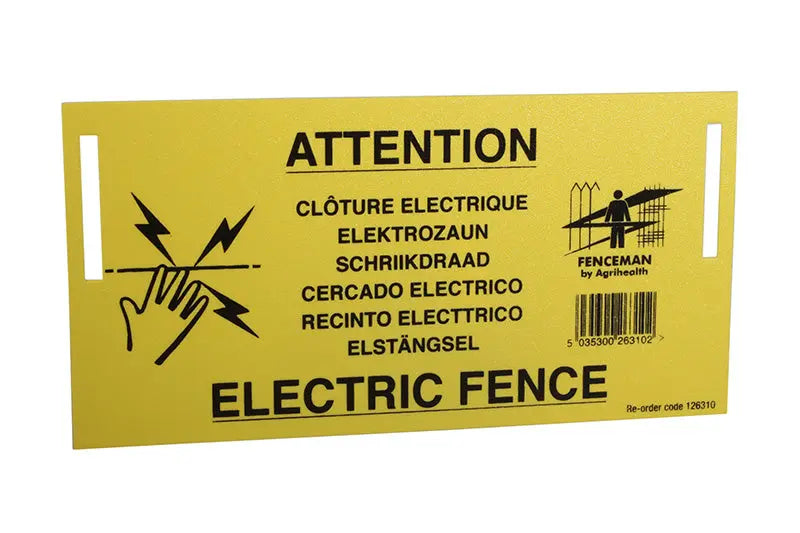 ATTENTION
CLÔTURE ELECTRIQUE
ELEKTROZAUN
SCHRIIKDRAAD
CERCADO ELECTRICO
RECINTO ELECTTRICO
ELSTÄNGSEL
ELECTRIC FENCE
FENCEMAN
by Agrihealth
5 035300 263102 >
Re-order code 126310